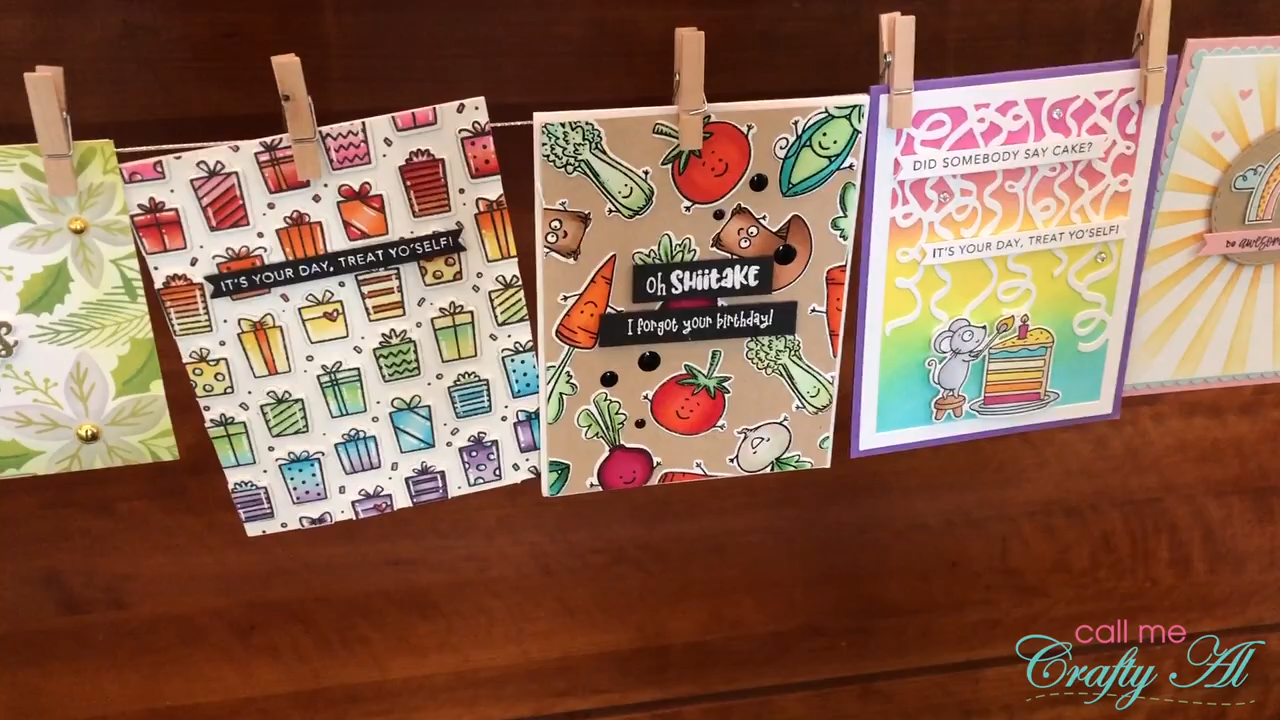 IT'S YOUR DAY, TREAT YO'SELF!
Oh SHiitAKE
I forgot your birthday!
DID SOMEBODY SAY CAKE?
IT'S YOUR DAY, TREAT YO'SELF!
be awesom
call me
Crafty Al